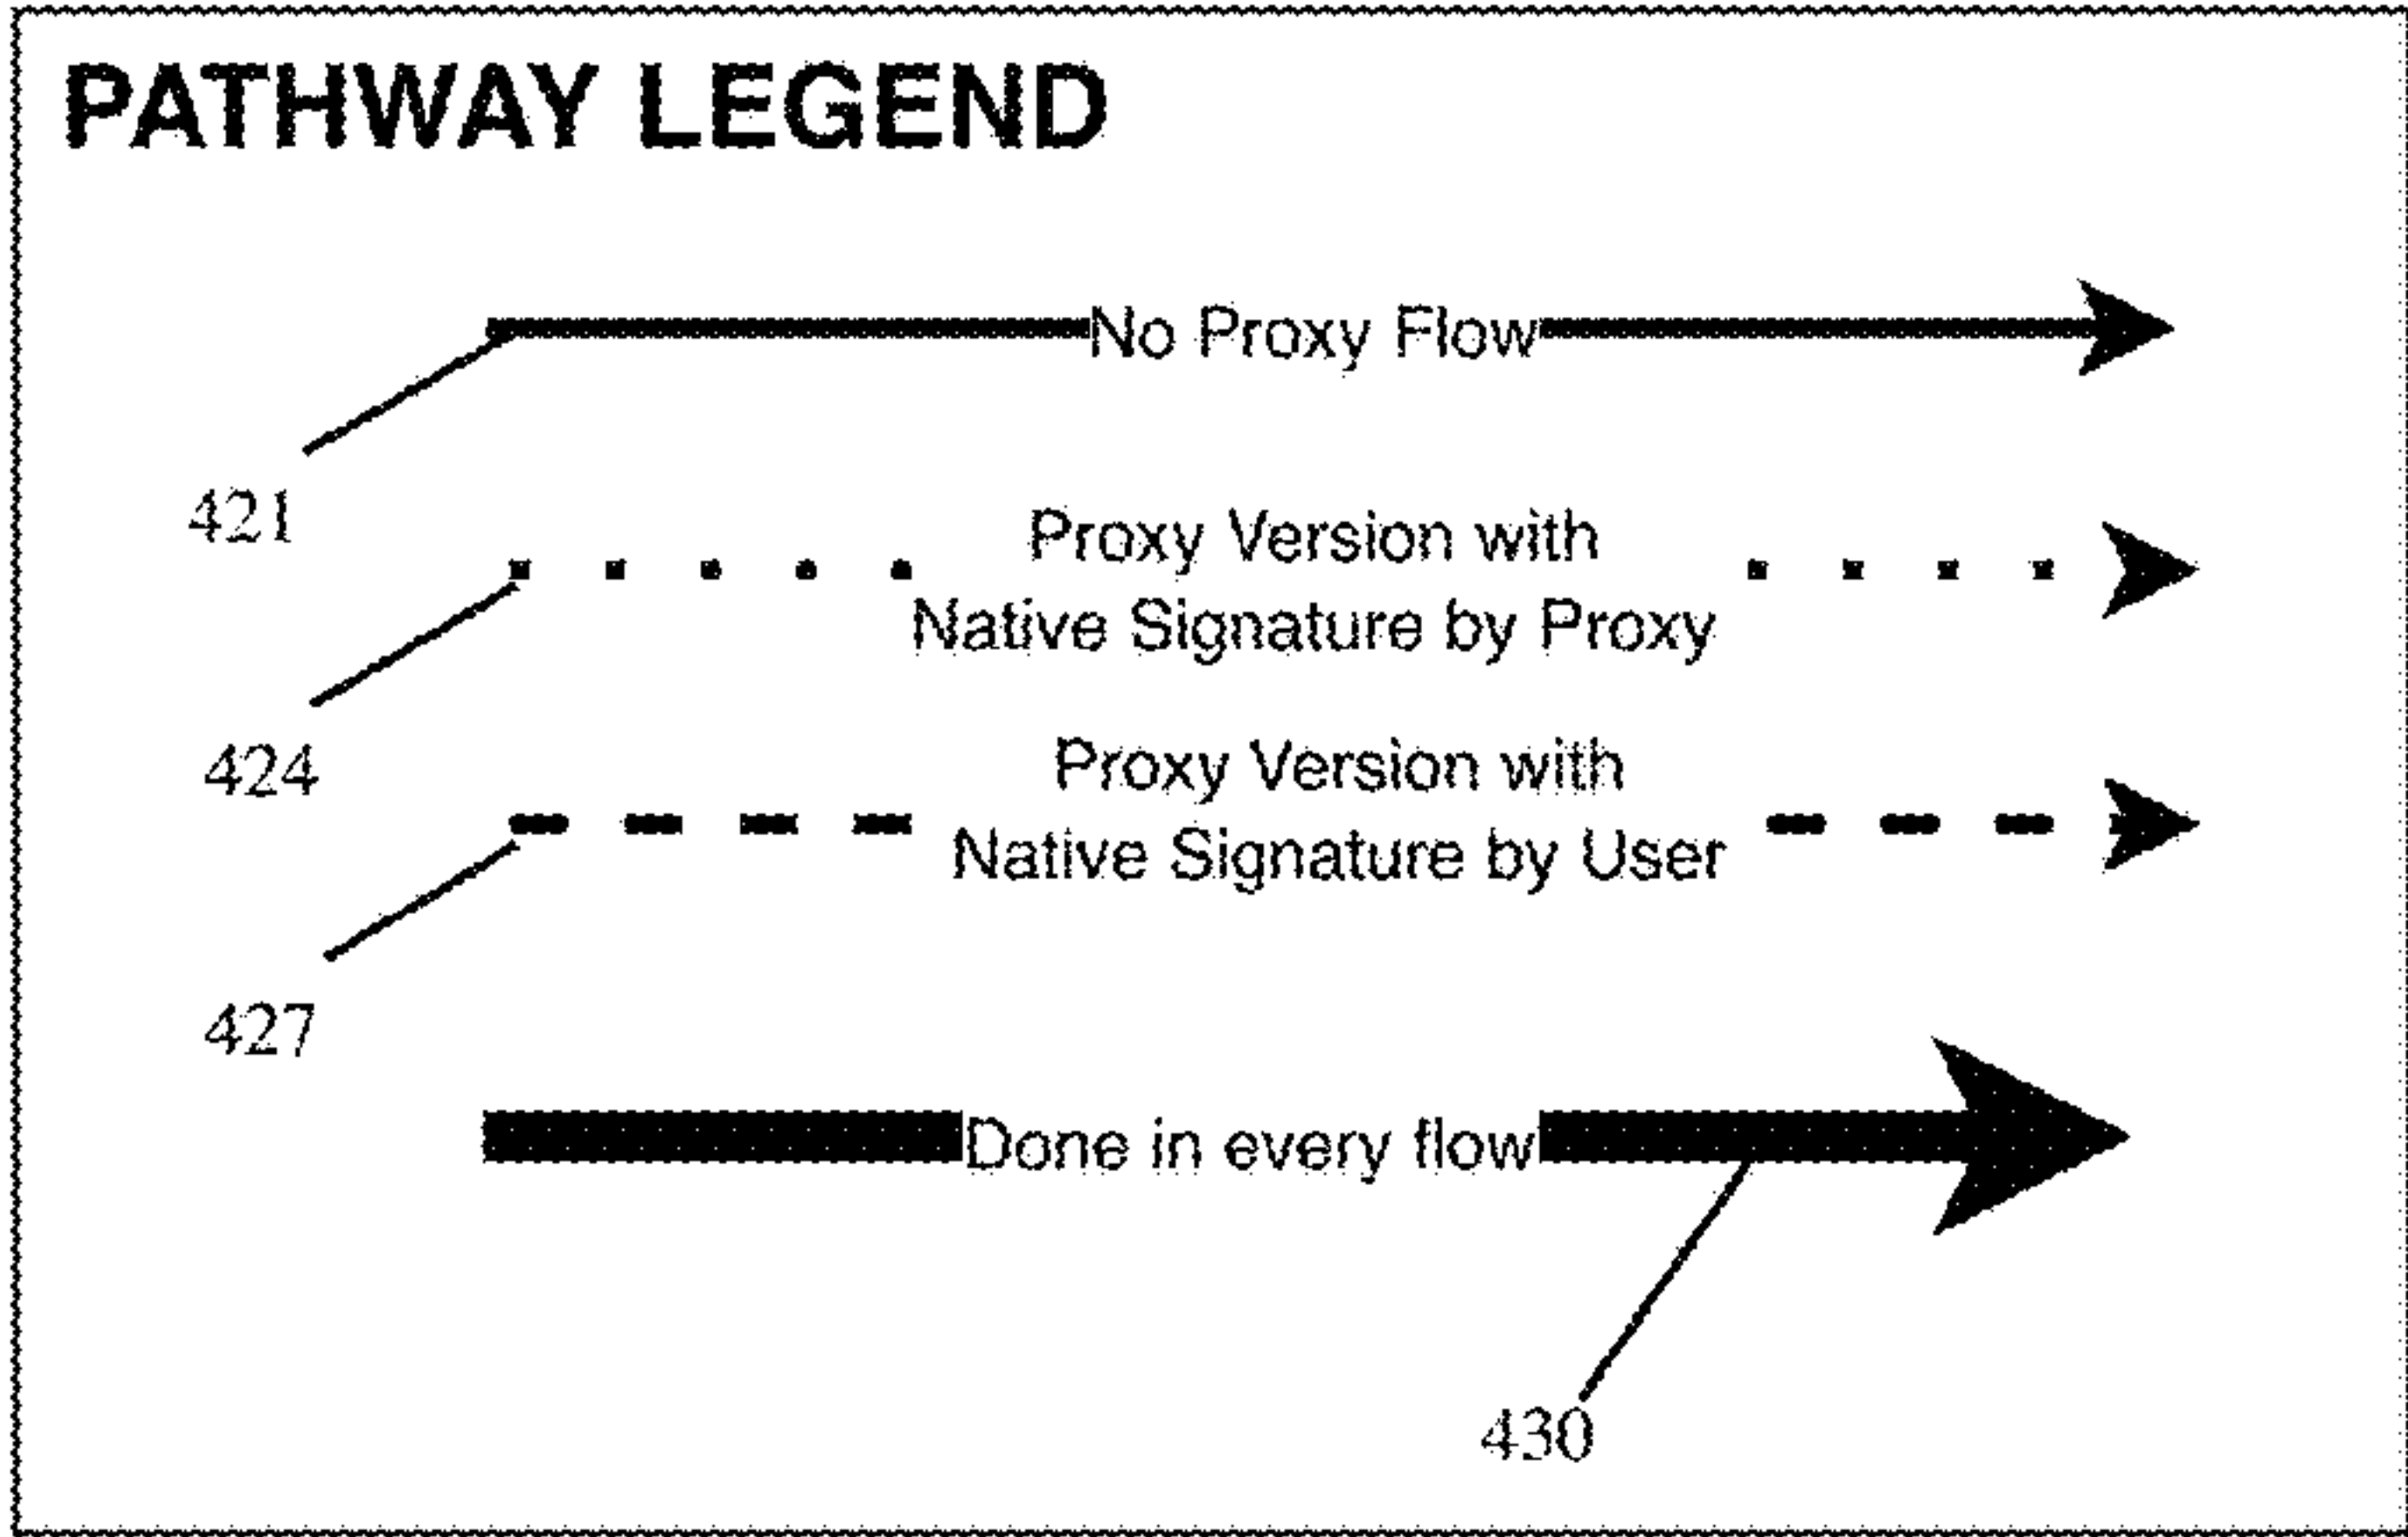 PATHWAY LEGEND
No Proxy Flow
421
Proxy Version with
Native Signature by Proxy
424
Proxy Version with
Native Signature by User
427
Done in every flow
430